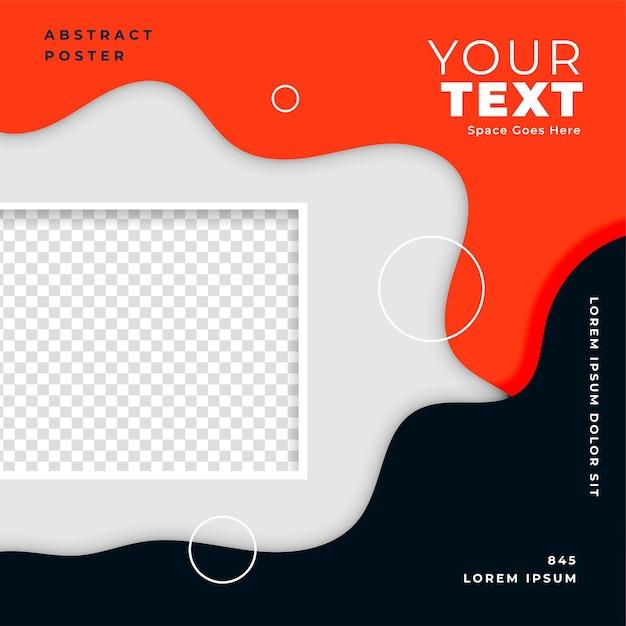 ABSTRACT
POSTER
YOUR
TEXT
Space Goes Here
LOREM IPSUM DOLOR SIT
845
LOREM IPSUM